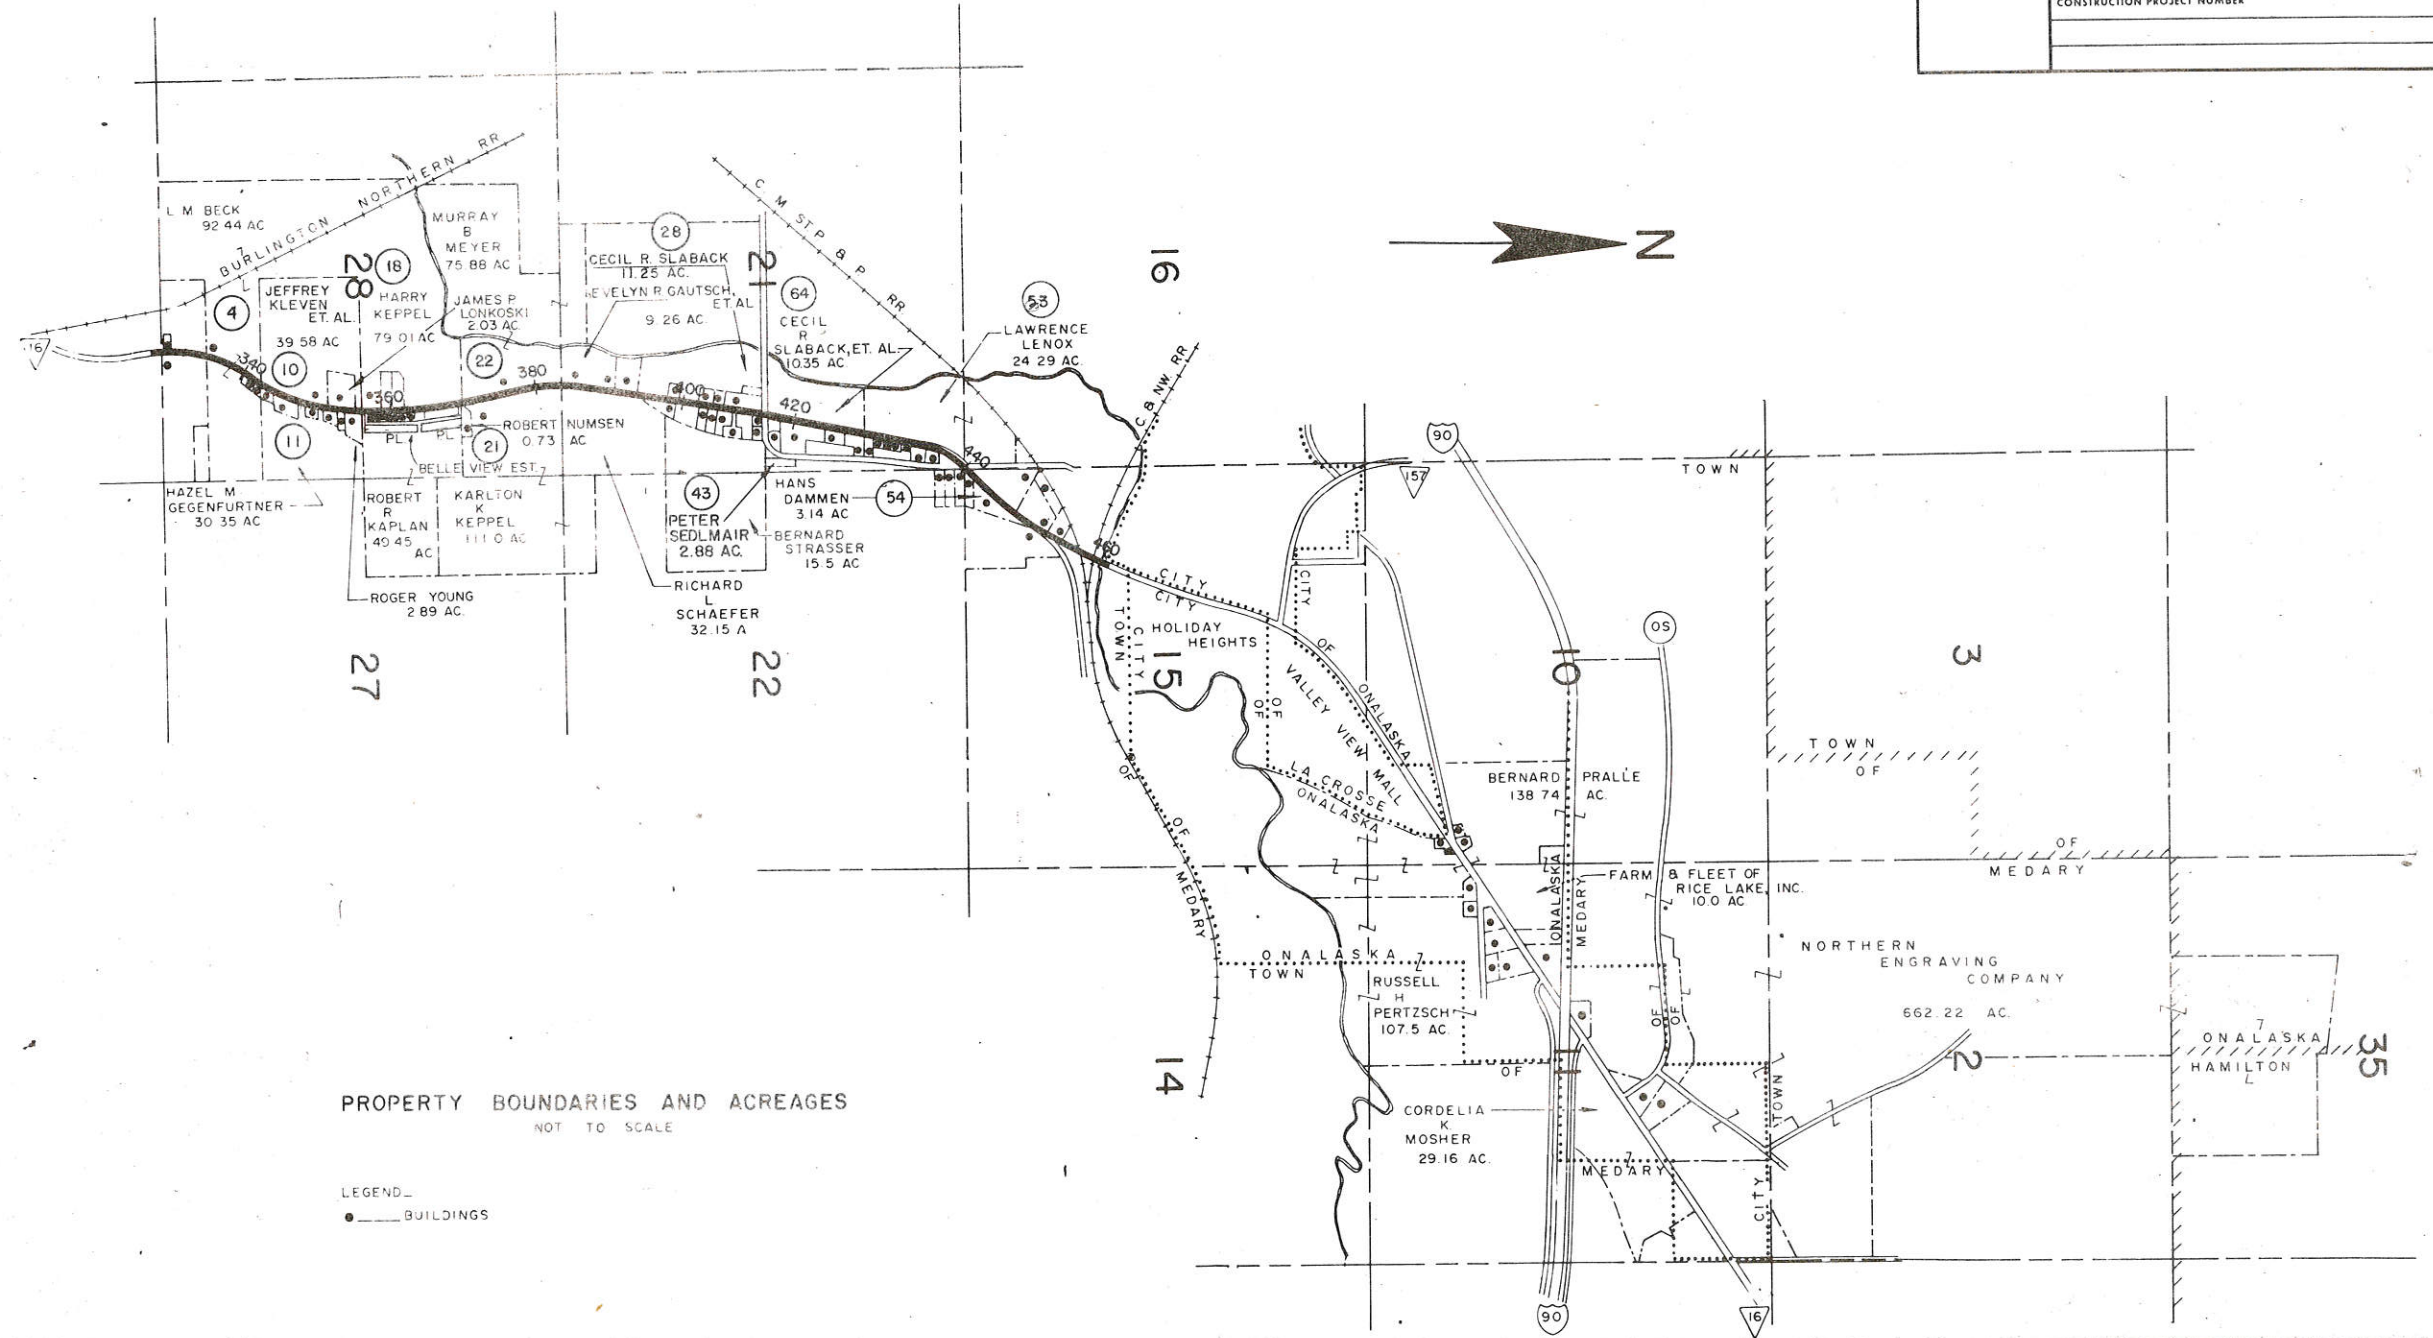 CONSTRUCTION PROJECT NUMBER
BURLINGTON NORTHERN RR
L M BECK
92 44 AC
MURRAY
B
MEYER
75 88 AC
28
18
4
JEFFREY
KLEVEN
ET. AL.
39 58 AC
HARRY
KEPPEL
79 01 AC
JAMES P.
LONKOSKI
2.03 AC.
28
CECIL R. SLABACK
11.25 AC.
EVELYN R GAUTSCH,
ET. AL
9.26 AC.
21
64
CECIL
R
SLABACK, ET. AL.
10.35 AC
C. M. ST. P & P RR
53
LAWRENCE
LENOX
24 29 AC.
16
C & NW. RR
N
16
340
10
360
22
380
400
420
440
460
11
PL
PL
21
ROBERT NUMSEN
0.73 AC
BELLE VIEW EST.
HAZEL M
GEGENFURTNER
30 35 AC
ROBERT
R
KAPLAN
49 45
AC
KARLTON
K
KEPPEL
111.0 AC
ROGER YOUNG
2 89 AC.
43
PETER
SEDLMAIR
2.88 AC.
HANS
DAMMEN
3.14 AC
54
BERNARD
STRASSER
15.5 AC
RICHARD
L
SCHAEFER
32.15 A
27
22
CITY
CITY
CITY
OF
ONALASKA
TOWN
CITY
HOLIDAY
HEIGHTS
15
OF
OF
VALLEY VIEW MALL
LA CROSSE
ONALASKA
OF
OF
MEDARY
157
90
10
OS
TOWN
3
TOWN
OF
OF
MEDARY
BERNARD PRALLE
138 74 AC.
FARM & FLEET OF
RICE LAKE, INC.
10.0 AC
ONALASKA
MEDARY
ONALASKA
TOWN
RUSSELL
H
PERTZSCH
107.5 AC.
NORTHERN
ENGRAVING
COMPANY
662.22 AC.
OF
OF
OF
2
ONALASKA
HAMILTON
35
14
CORDELIA
K.
MOSHER
29.16 AC.
MEDARY
TOWN
CITY
90
16
PROPERTY BOUNDARIES AND ACREAGES
NOT TO SCALE
LEGEND
BUILDINGS